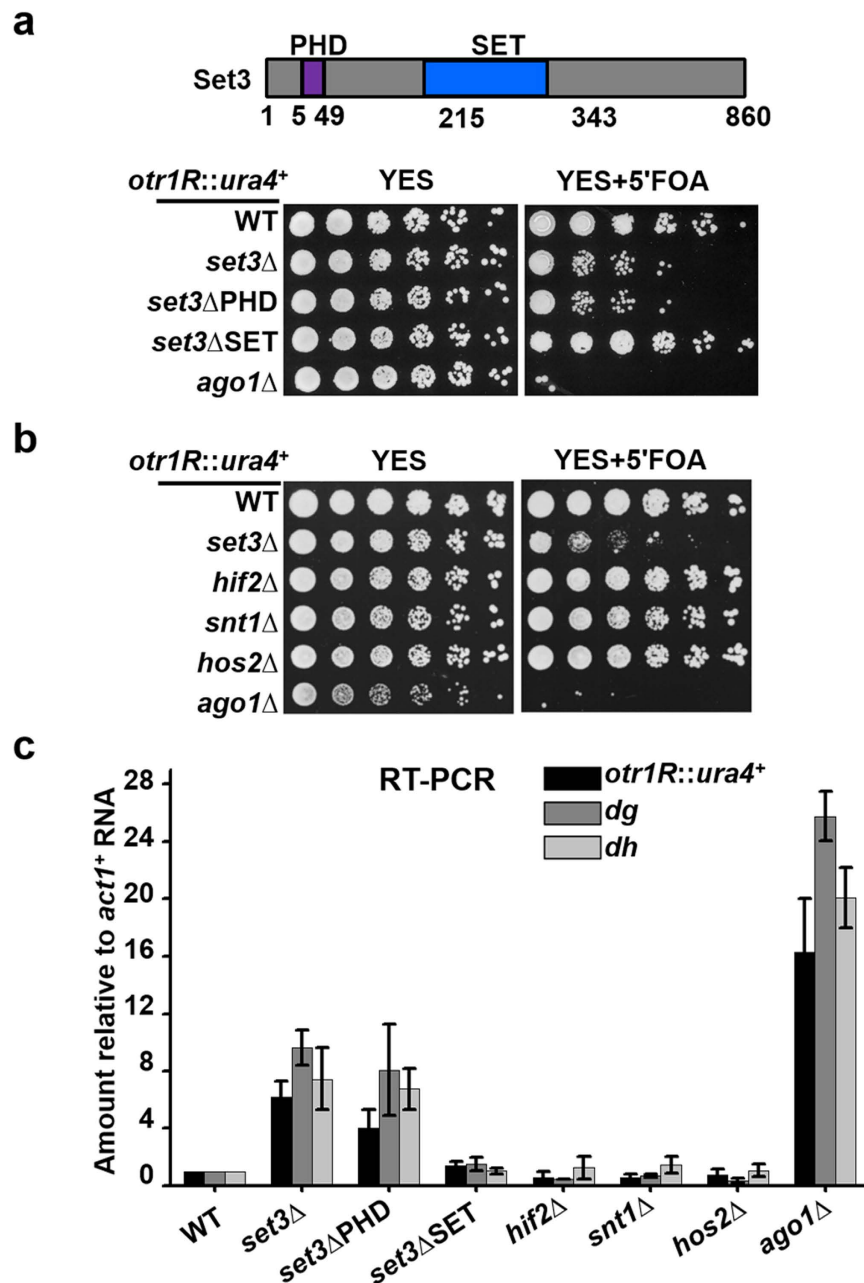 a
PHD SET
Set3
1 5 49 215 343 860
otr1R::ura4+ YES YES+5'FOA
WT
set3Δ
set3ΔPHD
set3ΔSET
ago1Δ
b
otr1R::ura4+ YES YES+5'FOA
WT
set3Δ
hif2Δ
snt1Δ
hos2Δ
ago1Δ
c
RT-PCR
otr1R::ura4+
dg
dh
Amount relative to act1+ RNA
28
24
20
16
12
8
4
0
WT set3Δ set3ΔPHD set3ΔSET hif2Δ snt1Δ hos2Δ ago1Δ